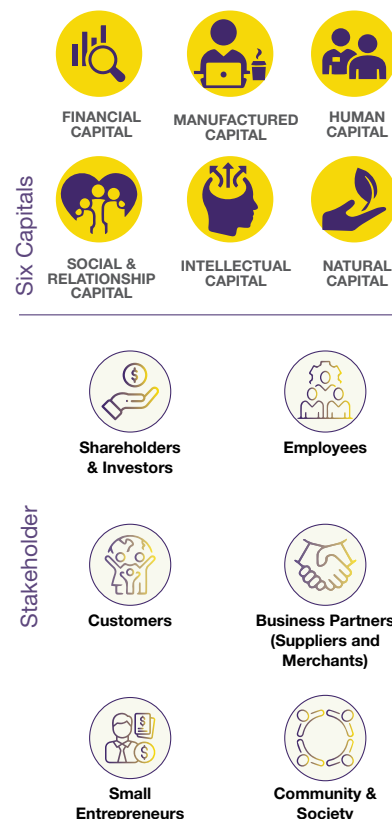 FINANCIAL
CAPITAL
MANUFACTURED
CAPITAL
HUMAN
CAPITAL
Six Capitals
SOCIAL &
RELATIONSHIP
CAPITAL
INTELLECTUAL
CAPITAL
NATURAL
CAPITAL
Shareholders
& Investors
Employees
Stakeholder
Customers
Business Partners
(Suppliers and
Merchants)
Small
Entrepreneurs
Community &
Society